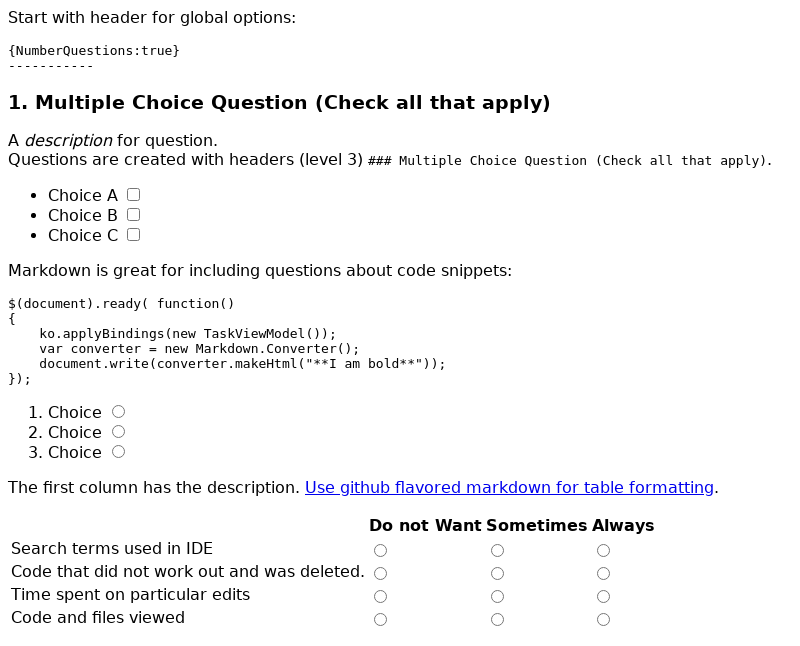 Start with header for global options:
{NumberQuestions:true}
-----------
1. Multiple Choice Question (Check all that apply)
A description for question.
Questions are created with headers (level 3) ### Multiple Choice Question (Check all that apply).
• Choice A
• Choice B
• Choice C
Markdown is great for including questions about code snippets:
$(document).ready( function()
{
    ko.applyBindings(new TaskViewModel());
    var converter = new Markdown.Converter();
    document.write(converter.makeHtml("**I am bold**"));
});
1. Choice
2. Choice
3. Choice
The first column has the description. Use github flavored markdown for table formatting.
Do not Want Sometimes Always
Search terms used in IDE
Code that did not work out and was deleted.
Time spent on particular edits
Code and files viewed